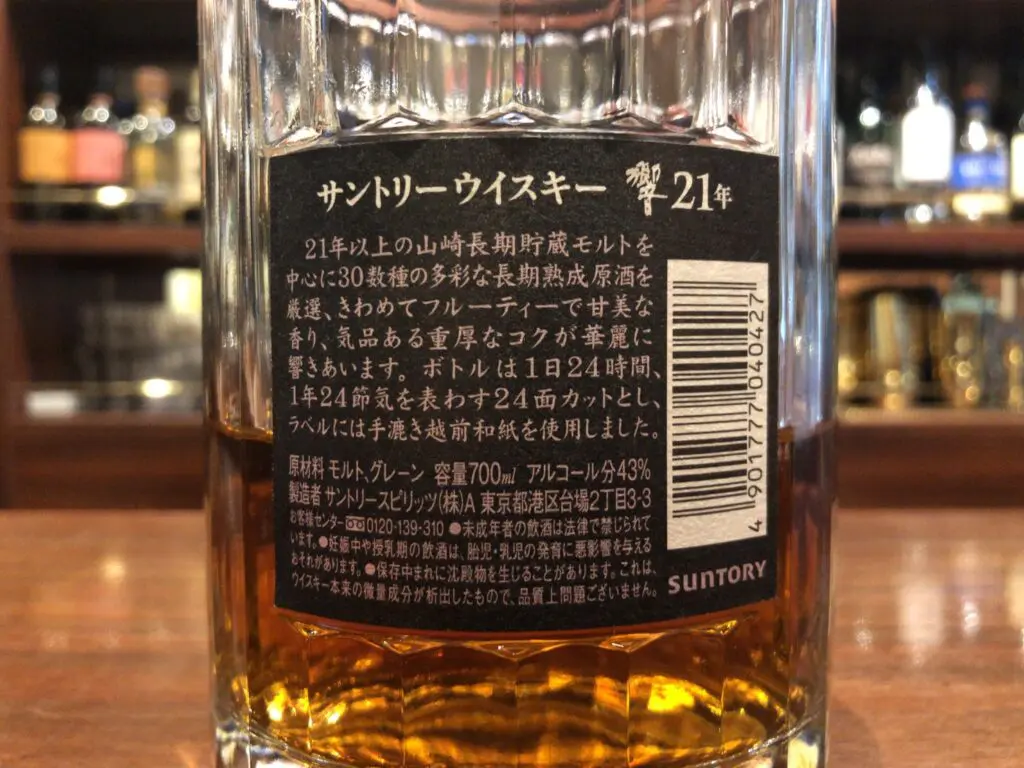 サントリーウイスキー 響 21年
21年以上の山崎長期貯蔵モルトを
中心に30数種の多彩な長期熟成原酒を
厳選、きわめてフルーティーで甘美な
香り、気品ある重厚なコクが華麗に
響きあいます。ボトルは1日24時間、
1年24節気を表わす24面カットとし、
ラベルには手漉き越前和紙を使用しました。
原材料 モルト、グレーン 容量700ml アルコール分43%
製造者 サントリースピリッツ(株)A 東京都港区台場2丁目3-3
お客様センター 0120-139-310 ●未成年者の飲酒は法律で禁じられて
います。●妊娠中や授乳期の飲酒は、胎児・乳児の発育に悪影響を与える
おそれがあります。●保存中まれに沈殿物を生じることがあります。これは、
ウイスキー本来の微量成分が析出したもので、品質上問題ございません。
4 901777 040427
SUNTORY